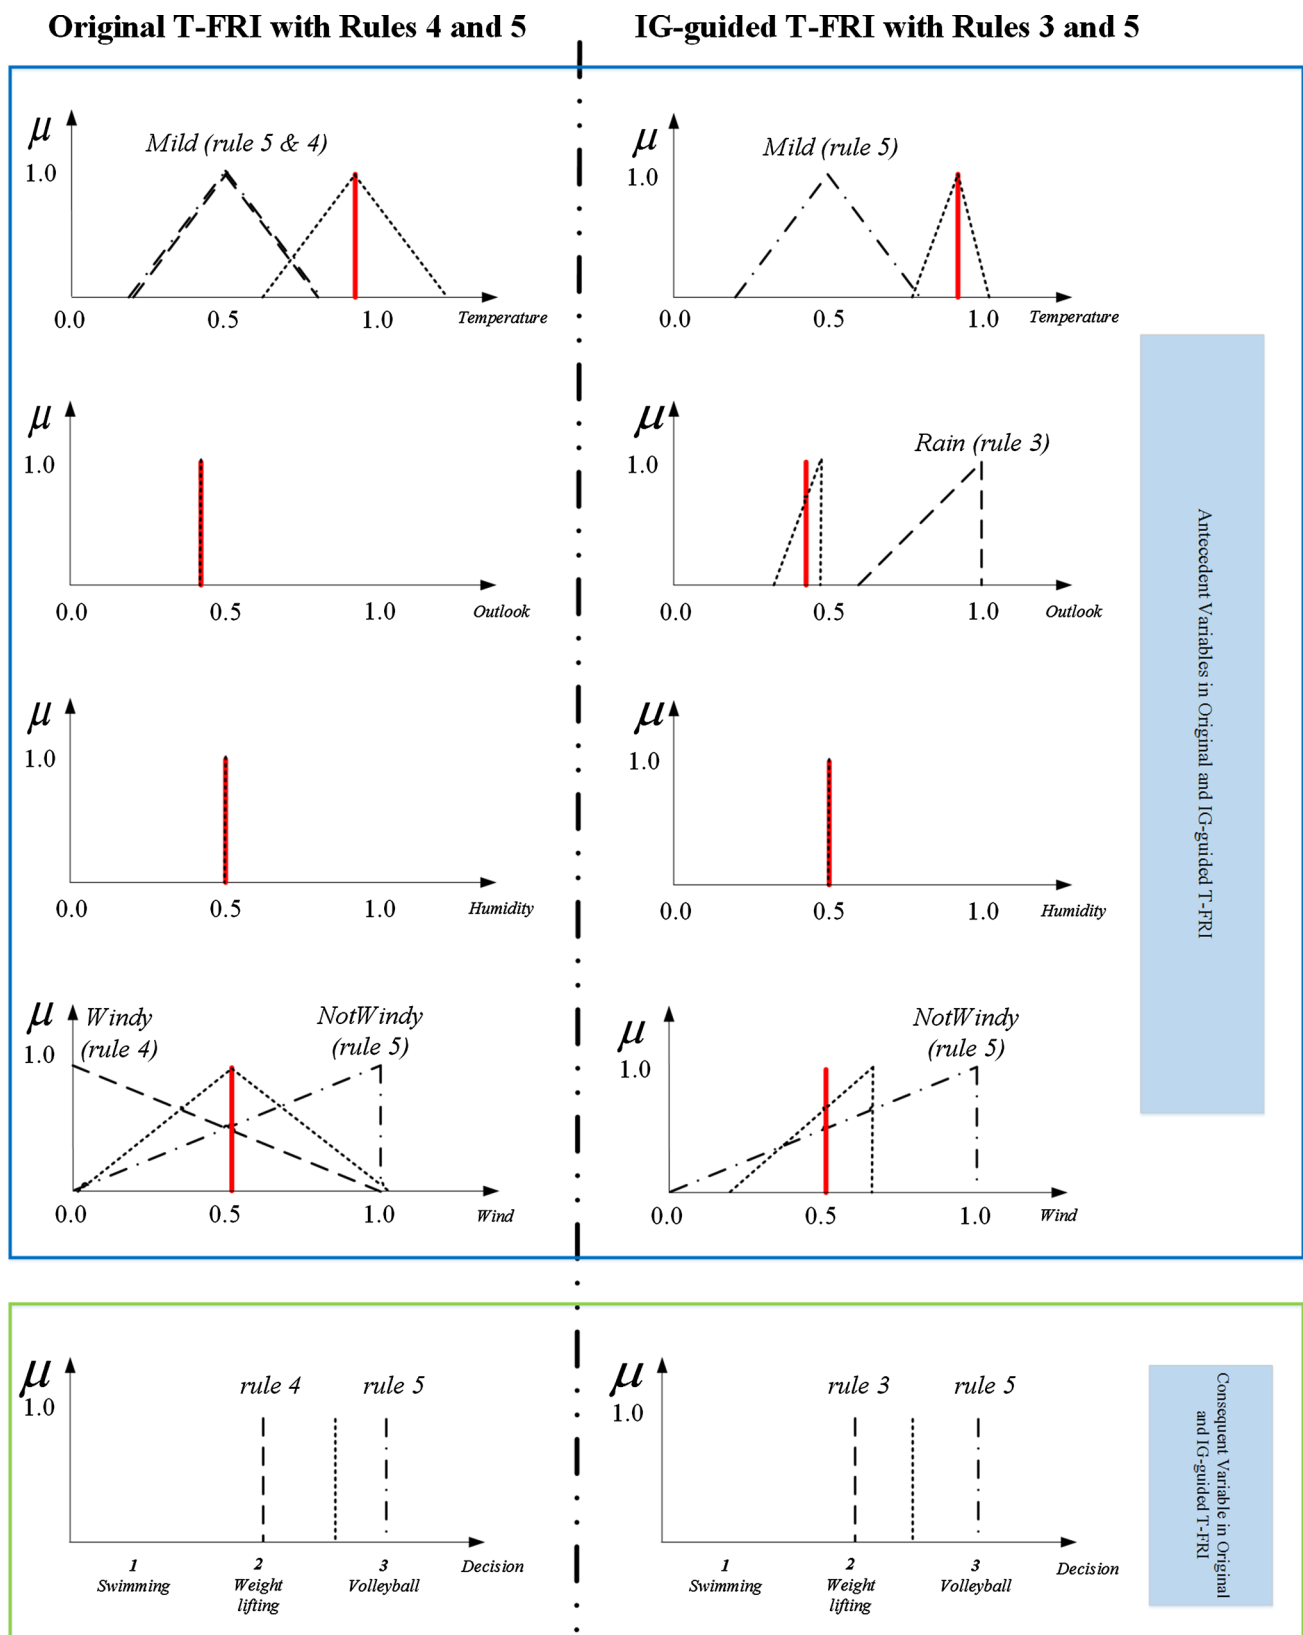 Original T-FRI with Rules 4 and 5
IG-guided T-FRI with Rules 3 and 5
μ
Mild (rule 5 & 4)
1.0
0.0 0.5 1.0 Temperature
μ
Mild (rule 5)
1.0
0.0 0.5 1.0 Temperature
μ
1.0
0.0 0.5 1.0 Outlook
μ
Rain (rule 3)
1.0
0.0 0.5 1.0 Outlook
μ
1.0
0.0 0.5 1.0 Humidity
μ
1.0
0.0 0.5 1.0 Humidity
μ
Windy
(rule 4)
NotWindy
(rule 5)
1.0
0.0 0.5 1.0 Wind
μ
NotWindy
(rule 5)
1.0
0.0 0.5 1.0 Wind
Antecedent Variables in Original and IG-guided T-FRI
μ
rule 4 rule 5
1.0
1 2 3 Decision
Swimming Weight Volleyball
lifting
μ
rule 3 rule 5
1.0
1 2 3 Decision
Swimming Weight Volleyball
lifting
Consequent Variable in Original
and IG-guided T-FRI